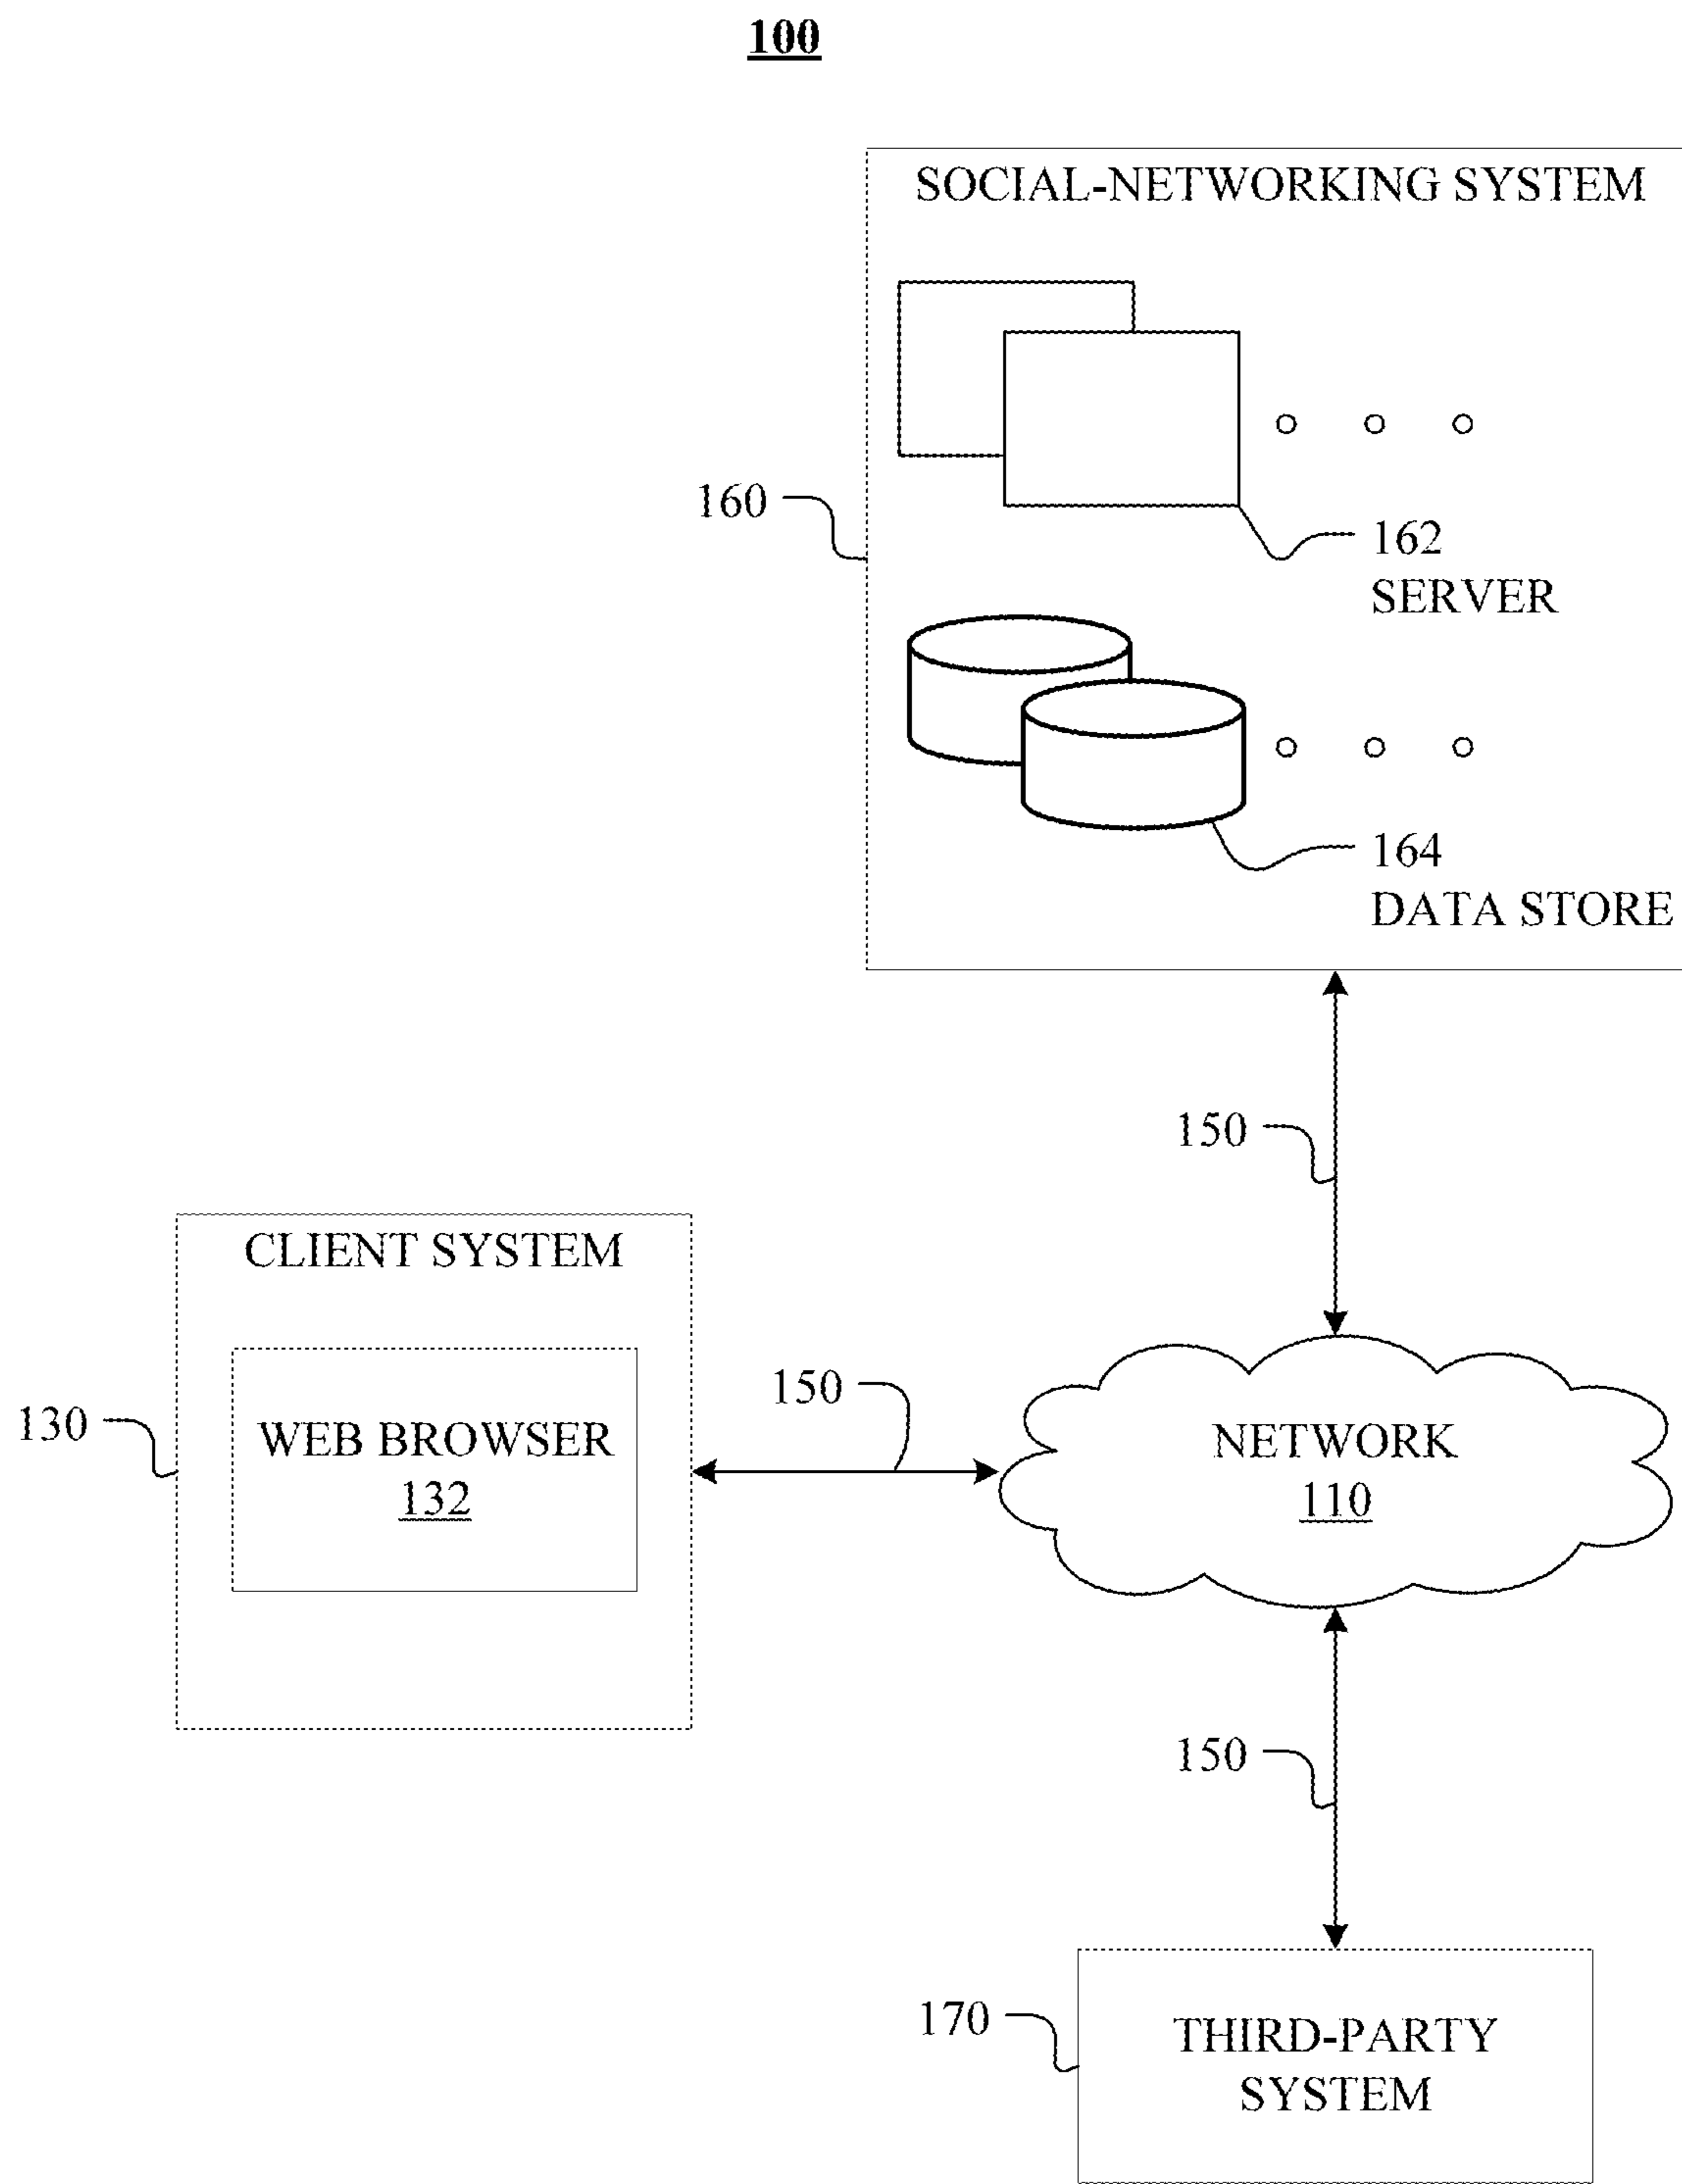 100
SOCIAL-NETWORKING SYSTEM
160
162
SERVER
164
DATA STORE
150
CLIENT SYSTEM
130
WEB BROWSER
132
150
NETWORK
110
150
170
THIRD-PARTY
SYSTEM